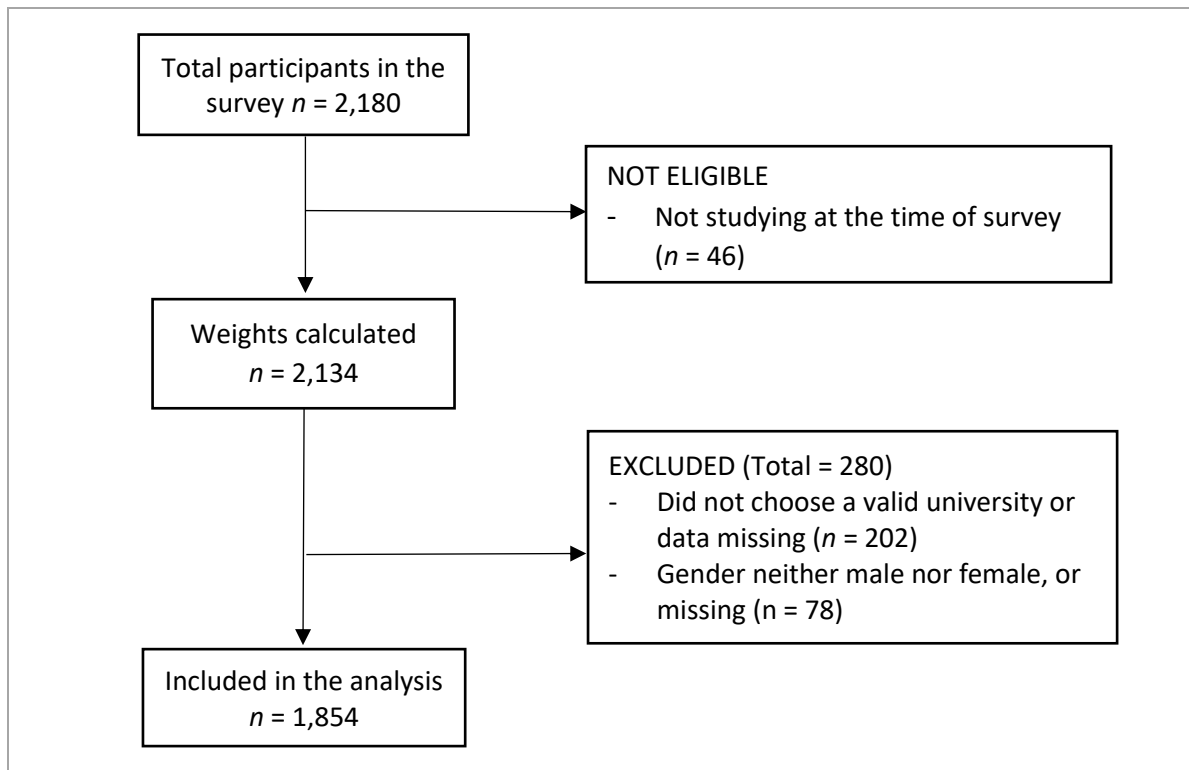 Total participants in the
survey n = 2,180
NOT ELIGIBLE
- Not studying at the time of survey
(n = 46)
Weights calculated
n = 2,134
EXCLUDED (Total = 280)
- Did not choose a valid university or
data missing (n = 202)
- Gender neither male nor female, or
missing (n = 78)
Included in the analysis
n = 1,854